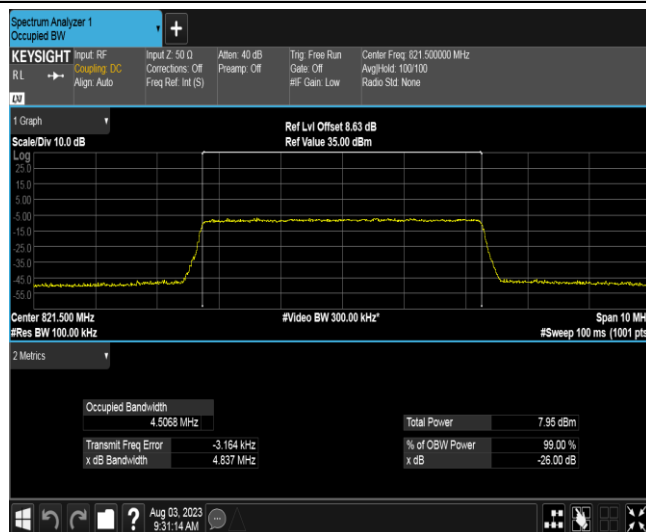 Spectrum Analyzer 1
Occupied BW
+
KEYSIGHT
RL
LXI
Input: RF
Coupling: DC
Align: Auto
Input Z: 50 Ω
Corrections: Off
Freq Ref: Int (S)
Atten: 40 dB
Preamp: Off
Trig: Free Run
Gate: Off
#IF Gain: Low
Center Freq: 821.500000 MHz
Avg|Hold: 100/100
Radio Std: None
1 Graph
Scale/Div 10.0 dB
Ref Lvl Offset 8.63 dB
Ref Value 35.00 dBm
Log
25.0
15.0
5.00
-5.00
-15.0
-25.0
-35.0
-45.0
-55.0
Center 821.500 MHz
#Video BW 300.00 kHz*
Span 10 MH
#Res BW 100.00 kHz
#Sweep 100 ms (1001 pts
2 Metrics
Occupied Bandwidth
4.5068 MHz
Total Power 7.95 dBm
Transmit Freq Error -3.164 kHz
% of OBW Power 99.00 %
x dB Bandwidth 4.837 MHz
x dB -26.00 dB
?
Aug 03, 2023
9:31:14 AM